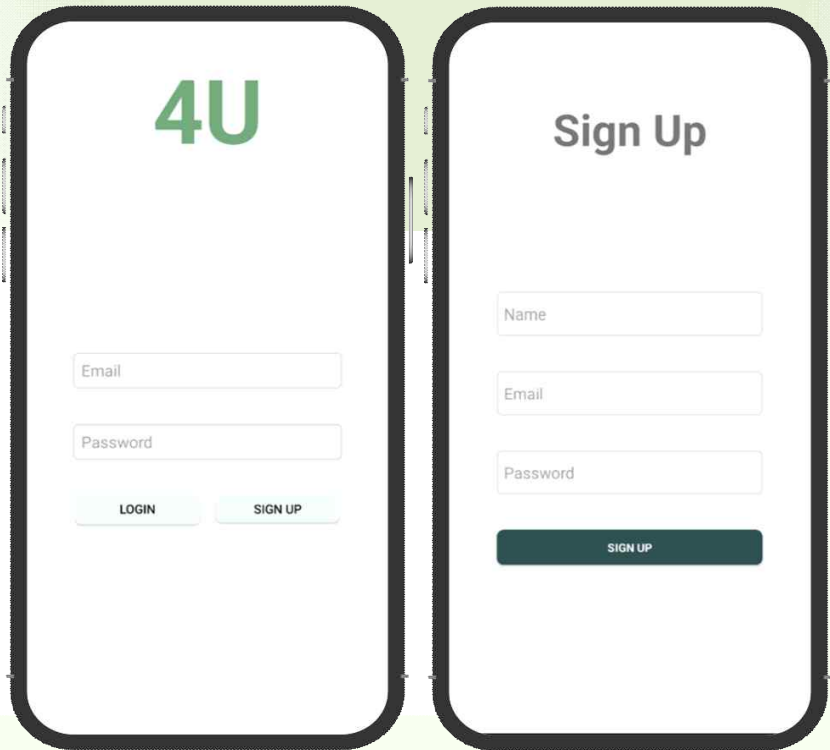 4U
Email
Password
LOGIN
SIGN UP
Sign Up
Name
Email
Password
SIGN UP